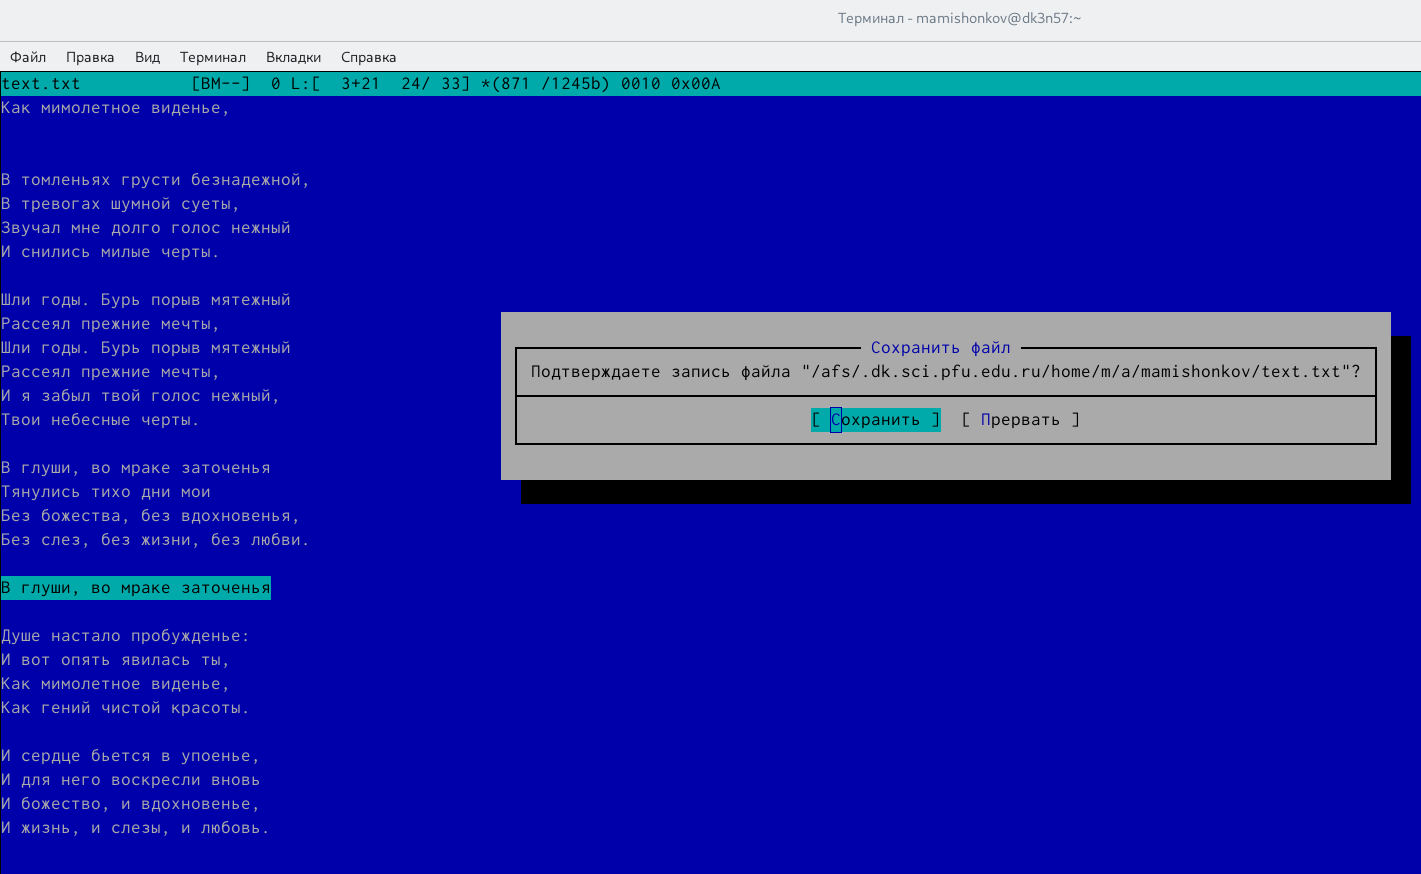 Терминал - mamishonkov@dk3n57:~
Файл Правка Вид Терминал Вкладки Справка
text.txt [BM--] 0 L:[ 3+21 24/ 33] *(871 /1245b) 0010 0x00A
Как мимолетное виденье,
В томленьях грусти безнадежной,
В тревогах шумной суеты,
Звучал мне долго голос нежный
И снились милые черты.
Шли годы. Бурь порыв мятежный
Рассеял прежние мечты,
Шли годы. Бурь порыв мятежный
Рассеял прежние мечты,
И я забыл твой голос нежный,
Твои небесные черты.
В глуши, во мраке заточенья
Тянулись тихо дни мои
Без божества, без вдохновенья,
Без слез, без жизни, без любви.
В глуши, во мраке заточенья
Душе настало пробужденье:
И вот опять явилась ты,
Как мимолетное виденье,
Как гений чистой красоты.
И сердце бьется в упоенье,
И для него воскресли вновь
И божество, и вдохновенье,
И жизнь, и слезы, и любовь.
Сохранить файл
Подтверждаете запись файла "/afs/.dk.sci.pfu.edu.ru/home/m/a/mamishonkov/text.txt"?
[ Сохранить ] [ Прервать ]